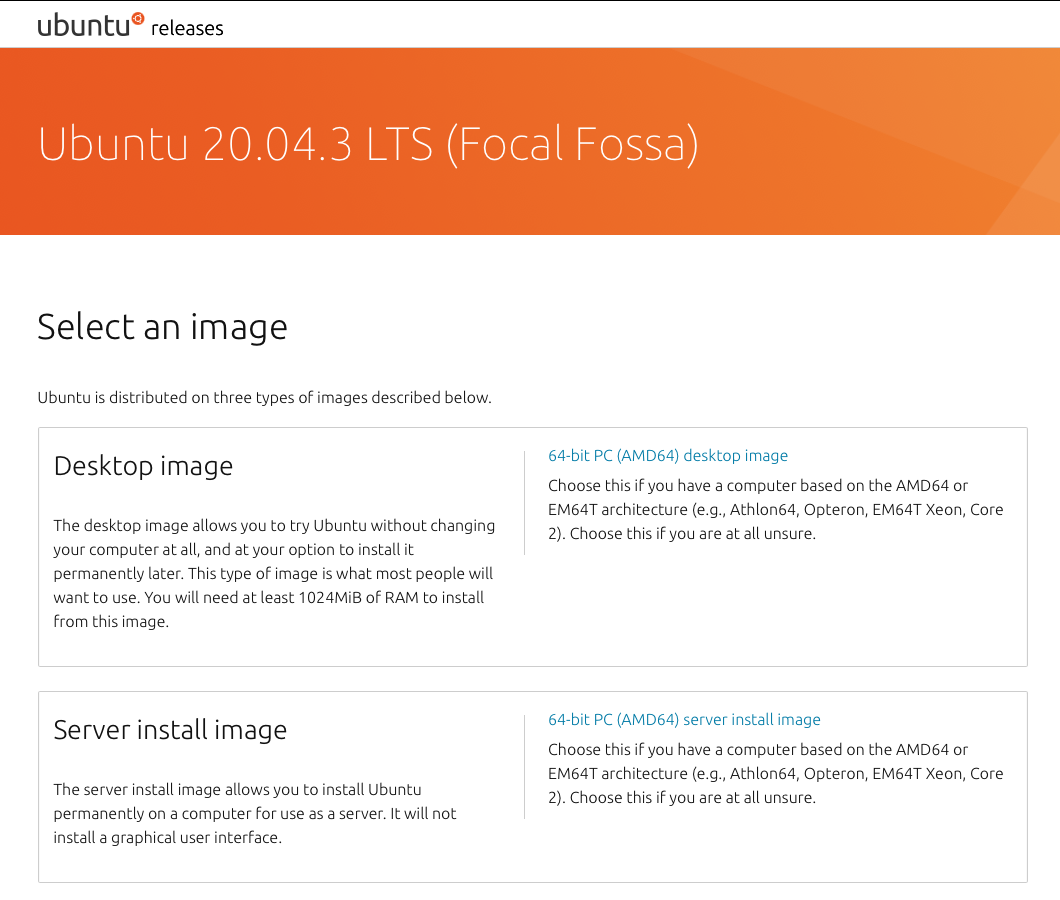 ubuntu releases
Ubuntu 20.04.3 LTS (Focal Fossa)
Select an image
Ubuntu is distributed on three types of images described below.
Desktop image
The desktop image allows you to try Ubuntu without changing
your computer at all, and at your option to install it
permanently later. This type of image is what most people will
want to use. You will need at least 1024MiB of RAM to install
from this image.
64-bit PC (AMD64) desktop image
Choose this if you have a computer based on the AMD64 or
EM64T architecture (e.g., Athlon64, Opteron, EM64T Xeon, Core
2). Choose this if you are at all unsure.
Server install image
The server install image allows you to install Ubuntu
permanently on a computer for use as a server. It will not
install a graphical user interface.
64-bit PC (AMD64) server install image
Choose this if you have a computer based on the AMD64 or
EM64T architecture (e.g., Athlon64, Opteron, EM64T Xeon, Core
2). Choose this if you are at all unsure.